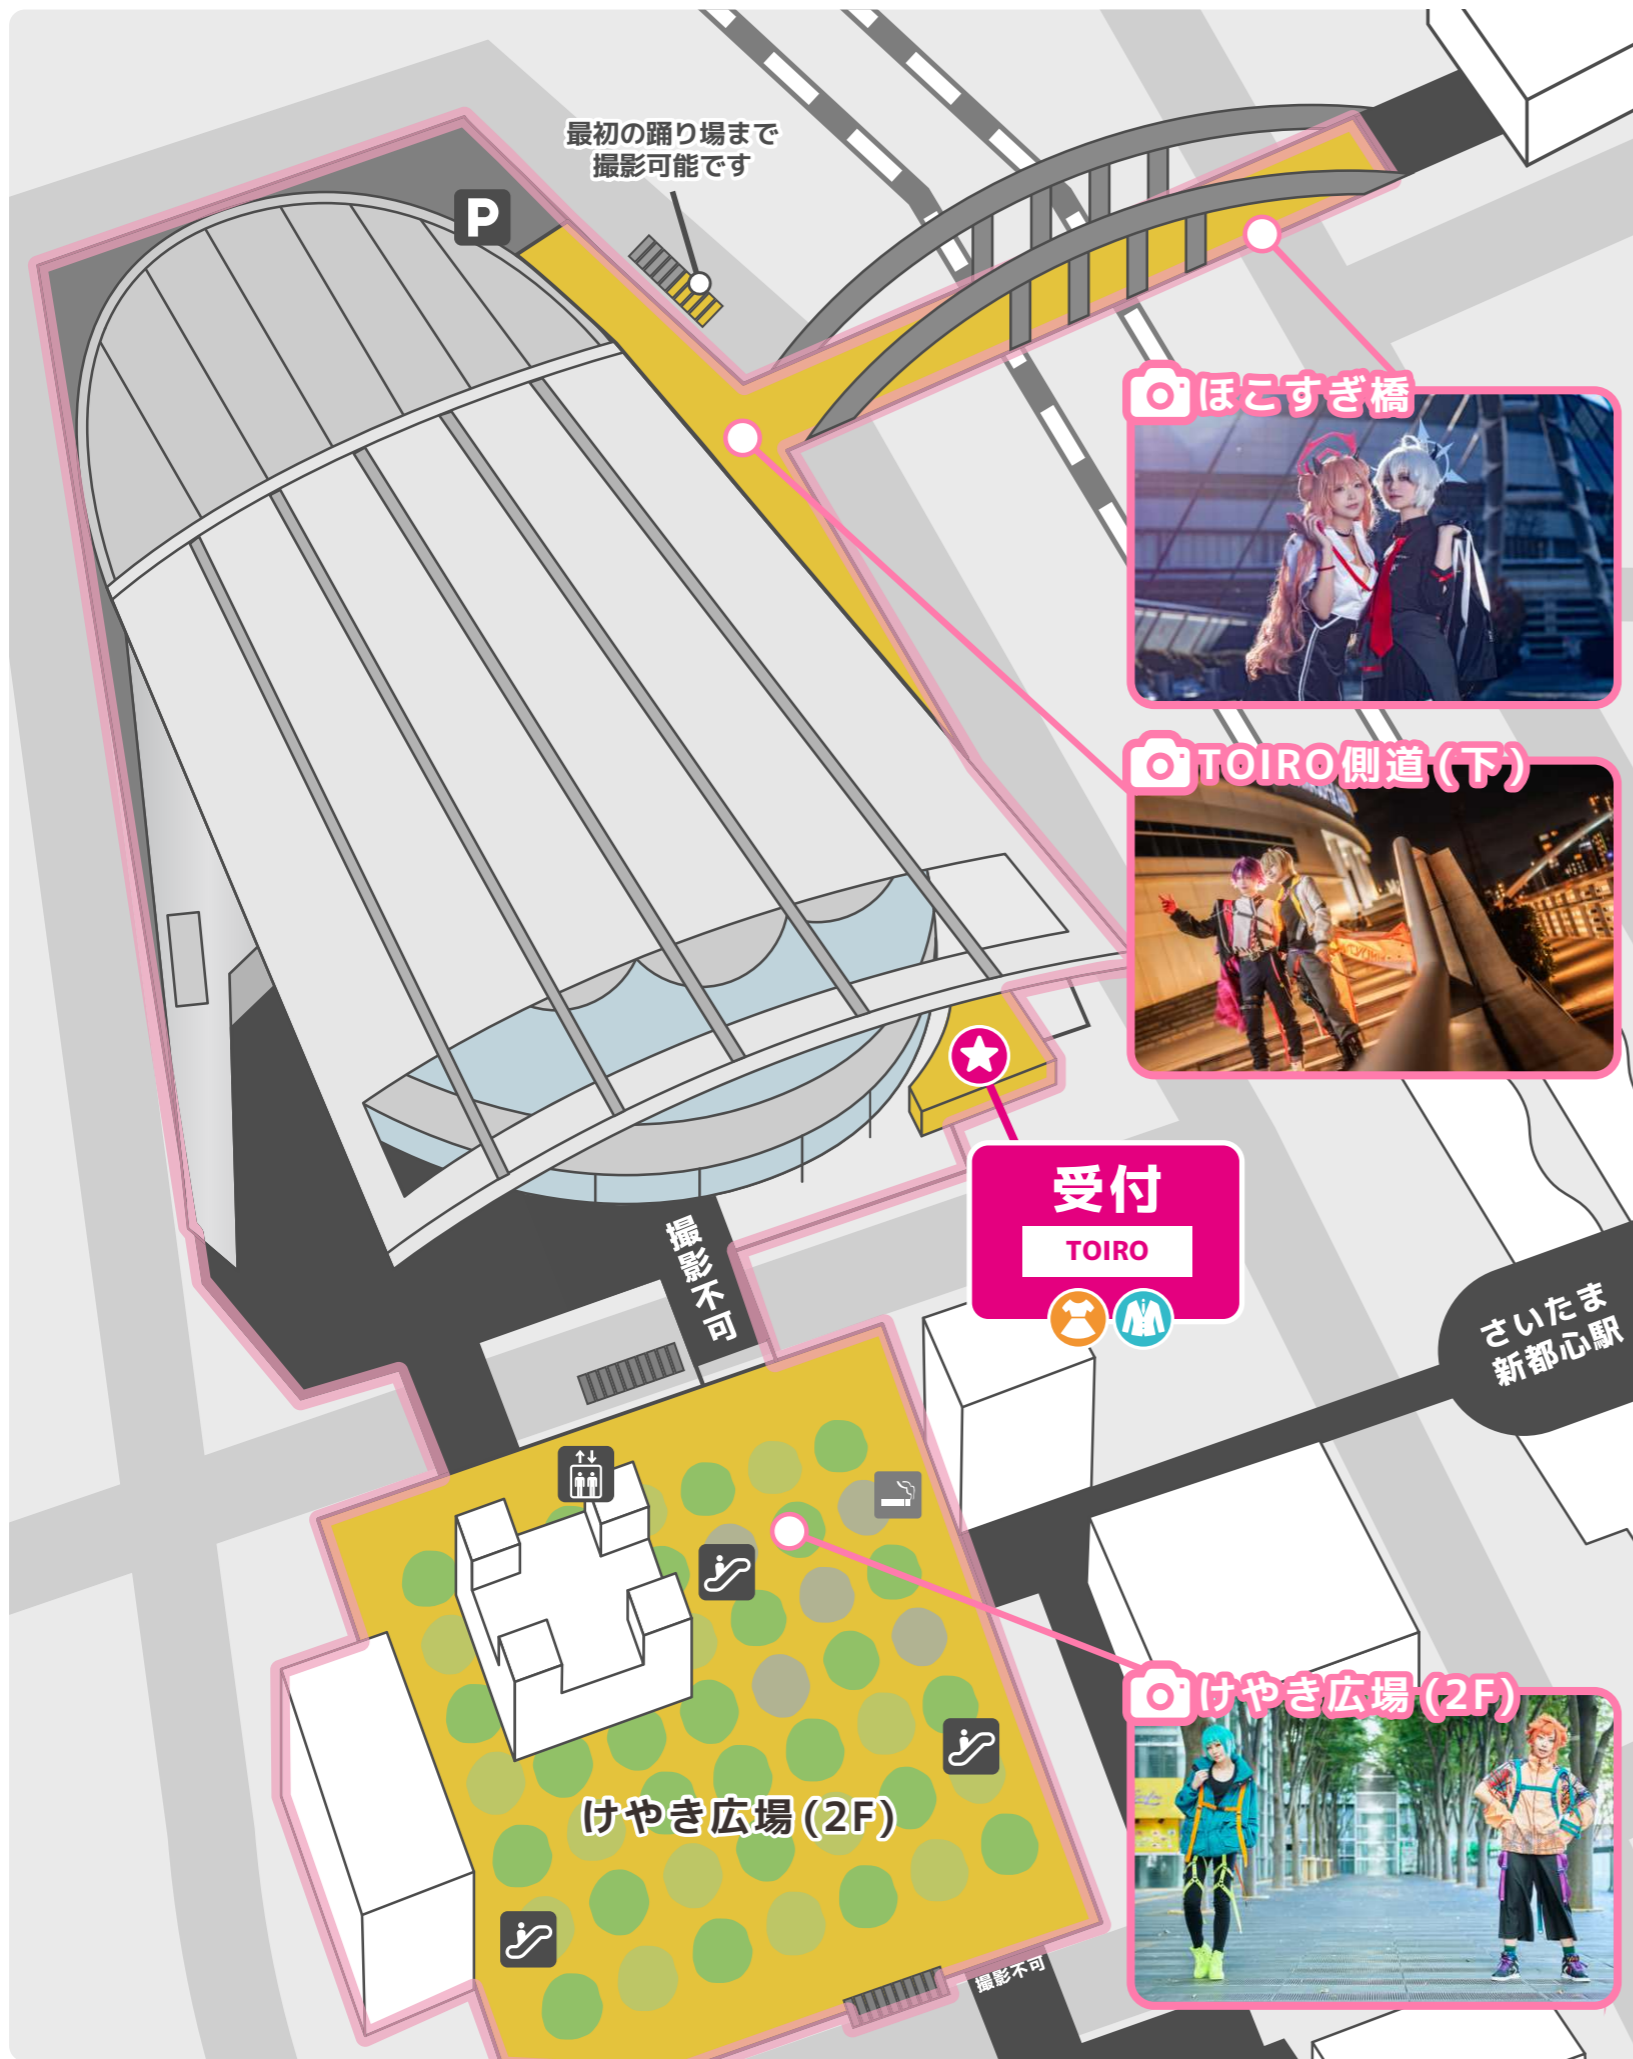 最初の踊り場まで
撮影可能です
P
ほこすぎ橋
TOIRO側道(下)
受付
TOIRO
撮影不可
さいたま
新都心駅
けやき広場(2F)
けやき広場(2F)
撮影不可